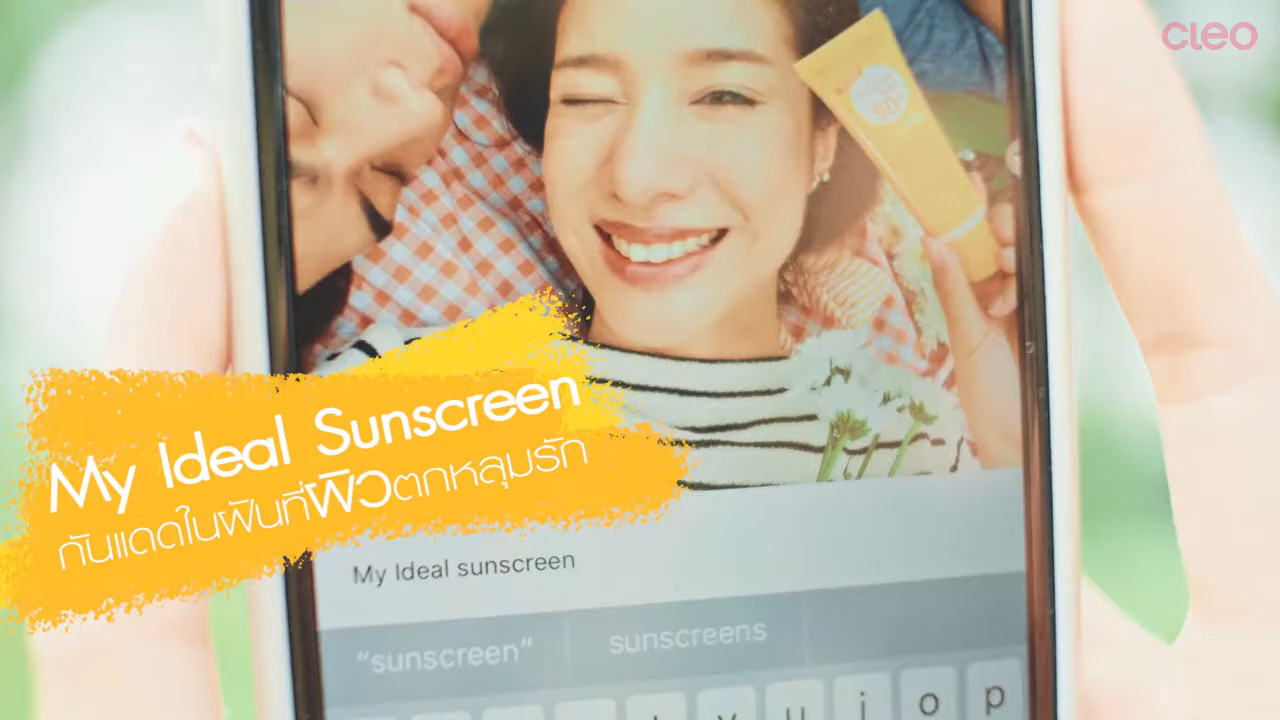 CLEO
50+
My Ideal Sunscreen
กันแดดในฝันที่ผิวตกหลุมรัก
My Ideal sunscreen
“sunscreen” sunscreens
y u i o p